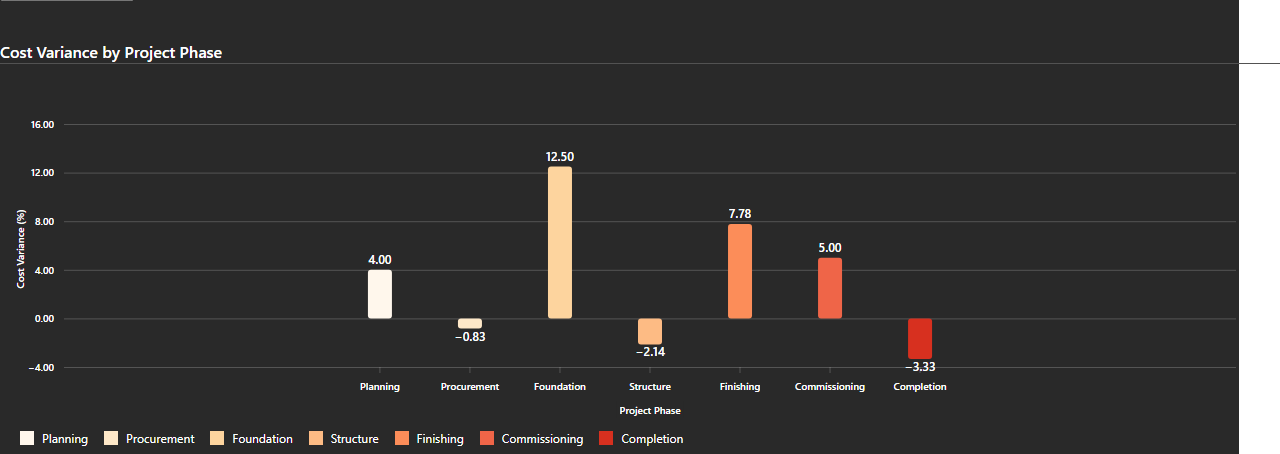 Cost Variance by Project Phase
16.00
12.00
8.00
4.00
0.00
−4.00
Cost Variance (%)
4.00
−0.83
12.50
−2.14
7.78
5.00
−3.33
Planning Procurement Foundation Structure Finishing Commissioning Completion
Project Phase
Planning Procurement Foundation Structure Finishing Commissioning Completion